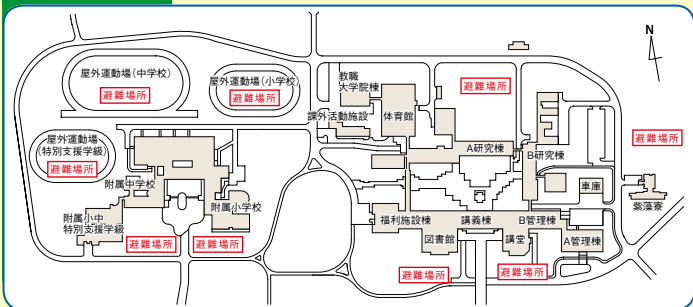 N
屋外運動場(中学校)
避難場所
屋外運動場(小学校)
避難場所
教職
大学院棟
課外活動施設
体育館
避難場所
避難場所
屋外運動場
(特別支援学級)
避難場所
A研究棟
B研究棟
附属中学校
附属小学校
附属小中
特別支援学級
避難場所
避難場所
車庫
紫藻寮
福利施設棟
講義棟
B管理棟
図書館
講堂
A管理棟
避難場所
避難場所